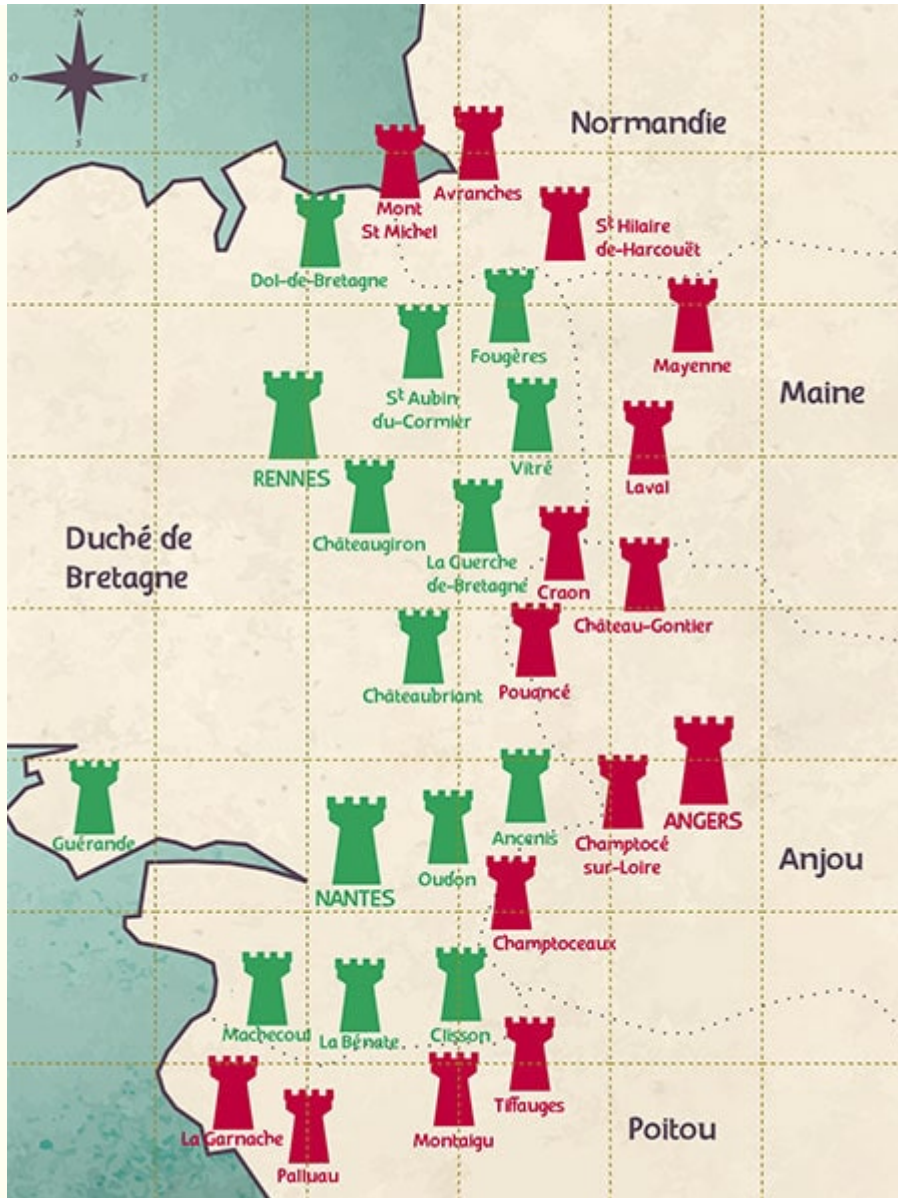 N
O
E
S
Normandie
Avranches
Mont
St Michel
St Hilaire
de-Harcouët
Dol-de-Bretagne
Fougères
Mayenne
St Aubin
du-Cormier
Maine
Vitré
RENNES
Laval
Châteaugiron
Duché de
Bretagne
La Guerche
de-Bretagne
Craon
Château-Gontier
Châteaubriant
Pouancé
Guérande
Ancenis
Champtocé
sur-Loire
ANGERS
Anjou
Oudon
NANTES
Champtoceaux
Machecoul
La Bénate
Clisson
Tiffauges
La Garnache
Montaigu
Poitou
Palluau